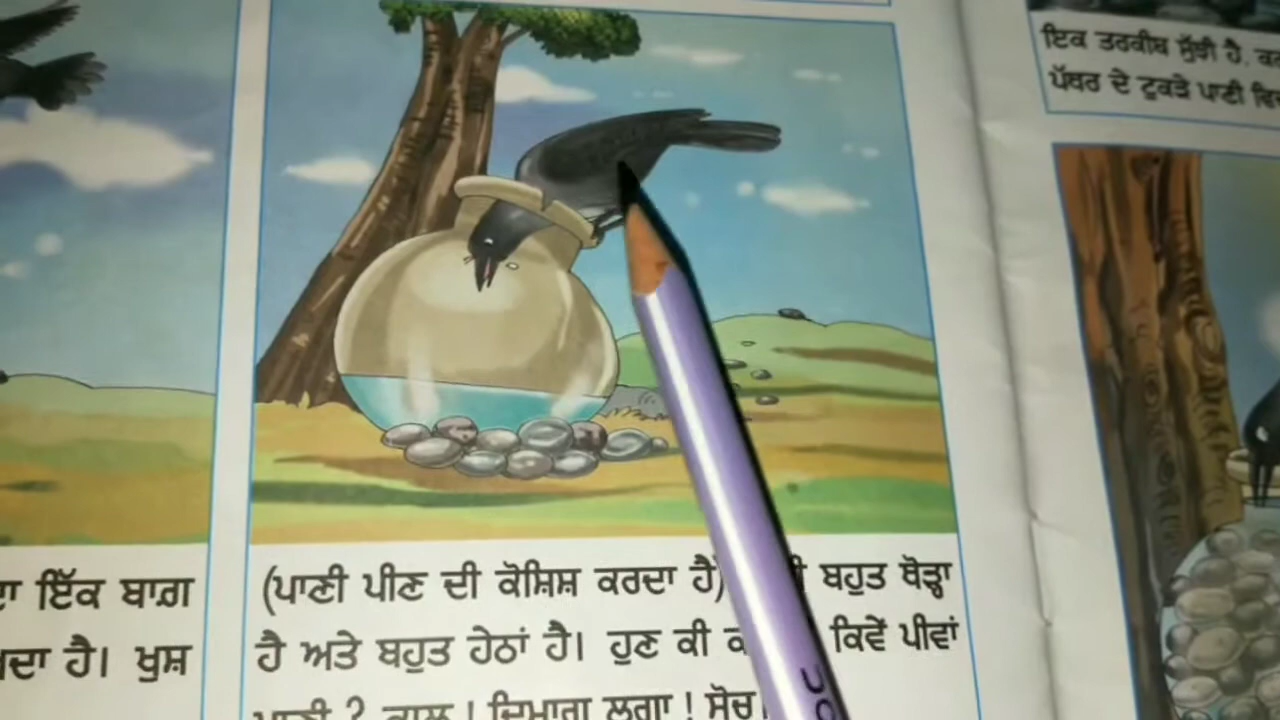 ਇਕ ਤਰਕੀਬ ਸੁੱਝੀ ਹੈ,
ਪੱਥਰ ਦੇ ਟੁਕੜੇ ਪਾਣੀ
ਇੱਕ ਬਾਗ਼
ਹੈ। ਖੁਸ਼
(ਪਾਣੀ ਪੀਣ ਦੀ ਕੋਸ਼ਿਸ਼ ਕਰਦਾ ਹੈ) ਬਹੁਤ ਥੋੜ੍ਹਾ
ਹੈ ਅਤੇ ਬਹੁਤ ਹੇਠਾਂ ਹੈ। ਹੁਣ ਕੀ ਕਿਵੇਂ ਪੀਵਾਂ
ਪਾਣੀ ? ਕਾਲੂ ! ਦਿਮਾਗ ਲਗਾ ! ਸੋਚ